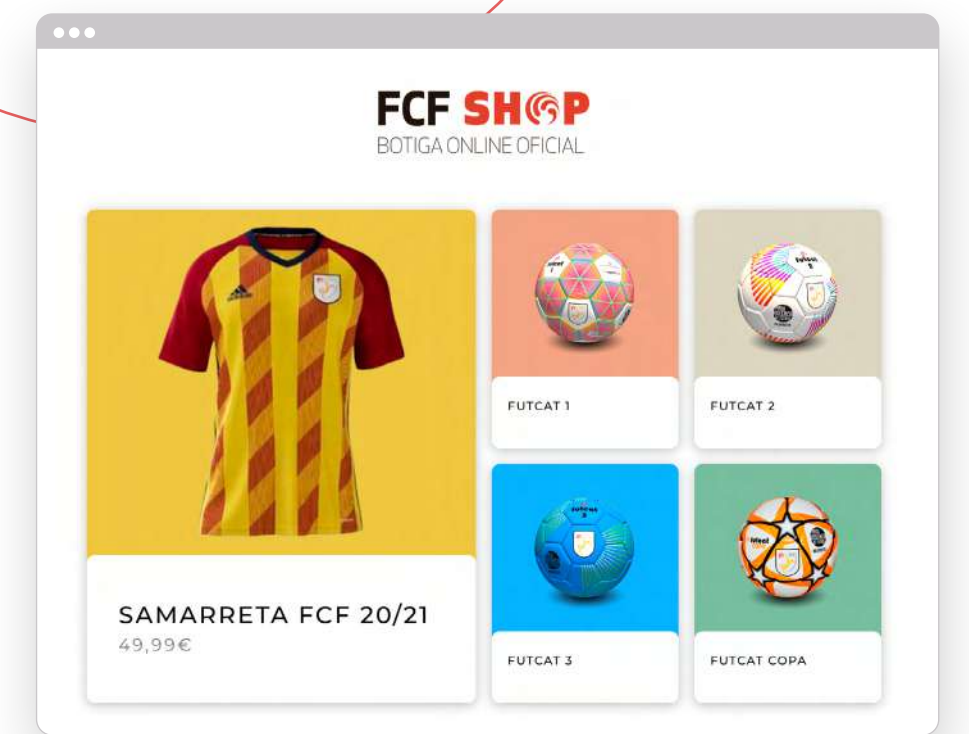 FCF SHOP
BOTIGA ONLINE OFICIAL
SAMARRETA FCF 20/21
49,99€
FUTCAT 1
FUTCAT 2
FUTCAT 3
FUTCAT COPA